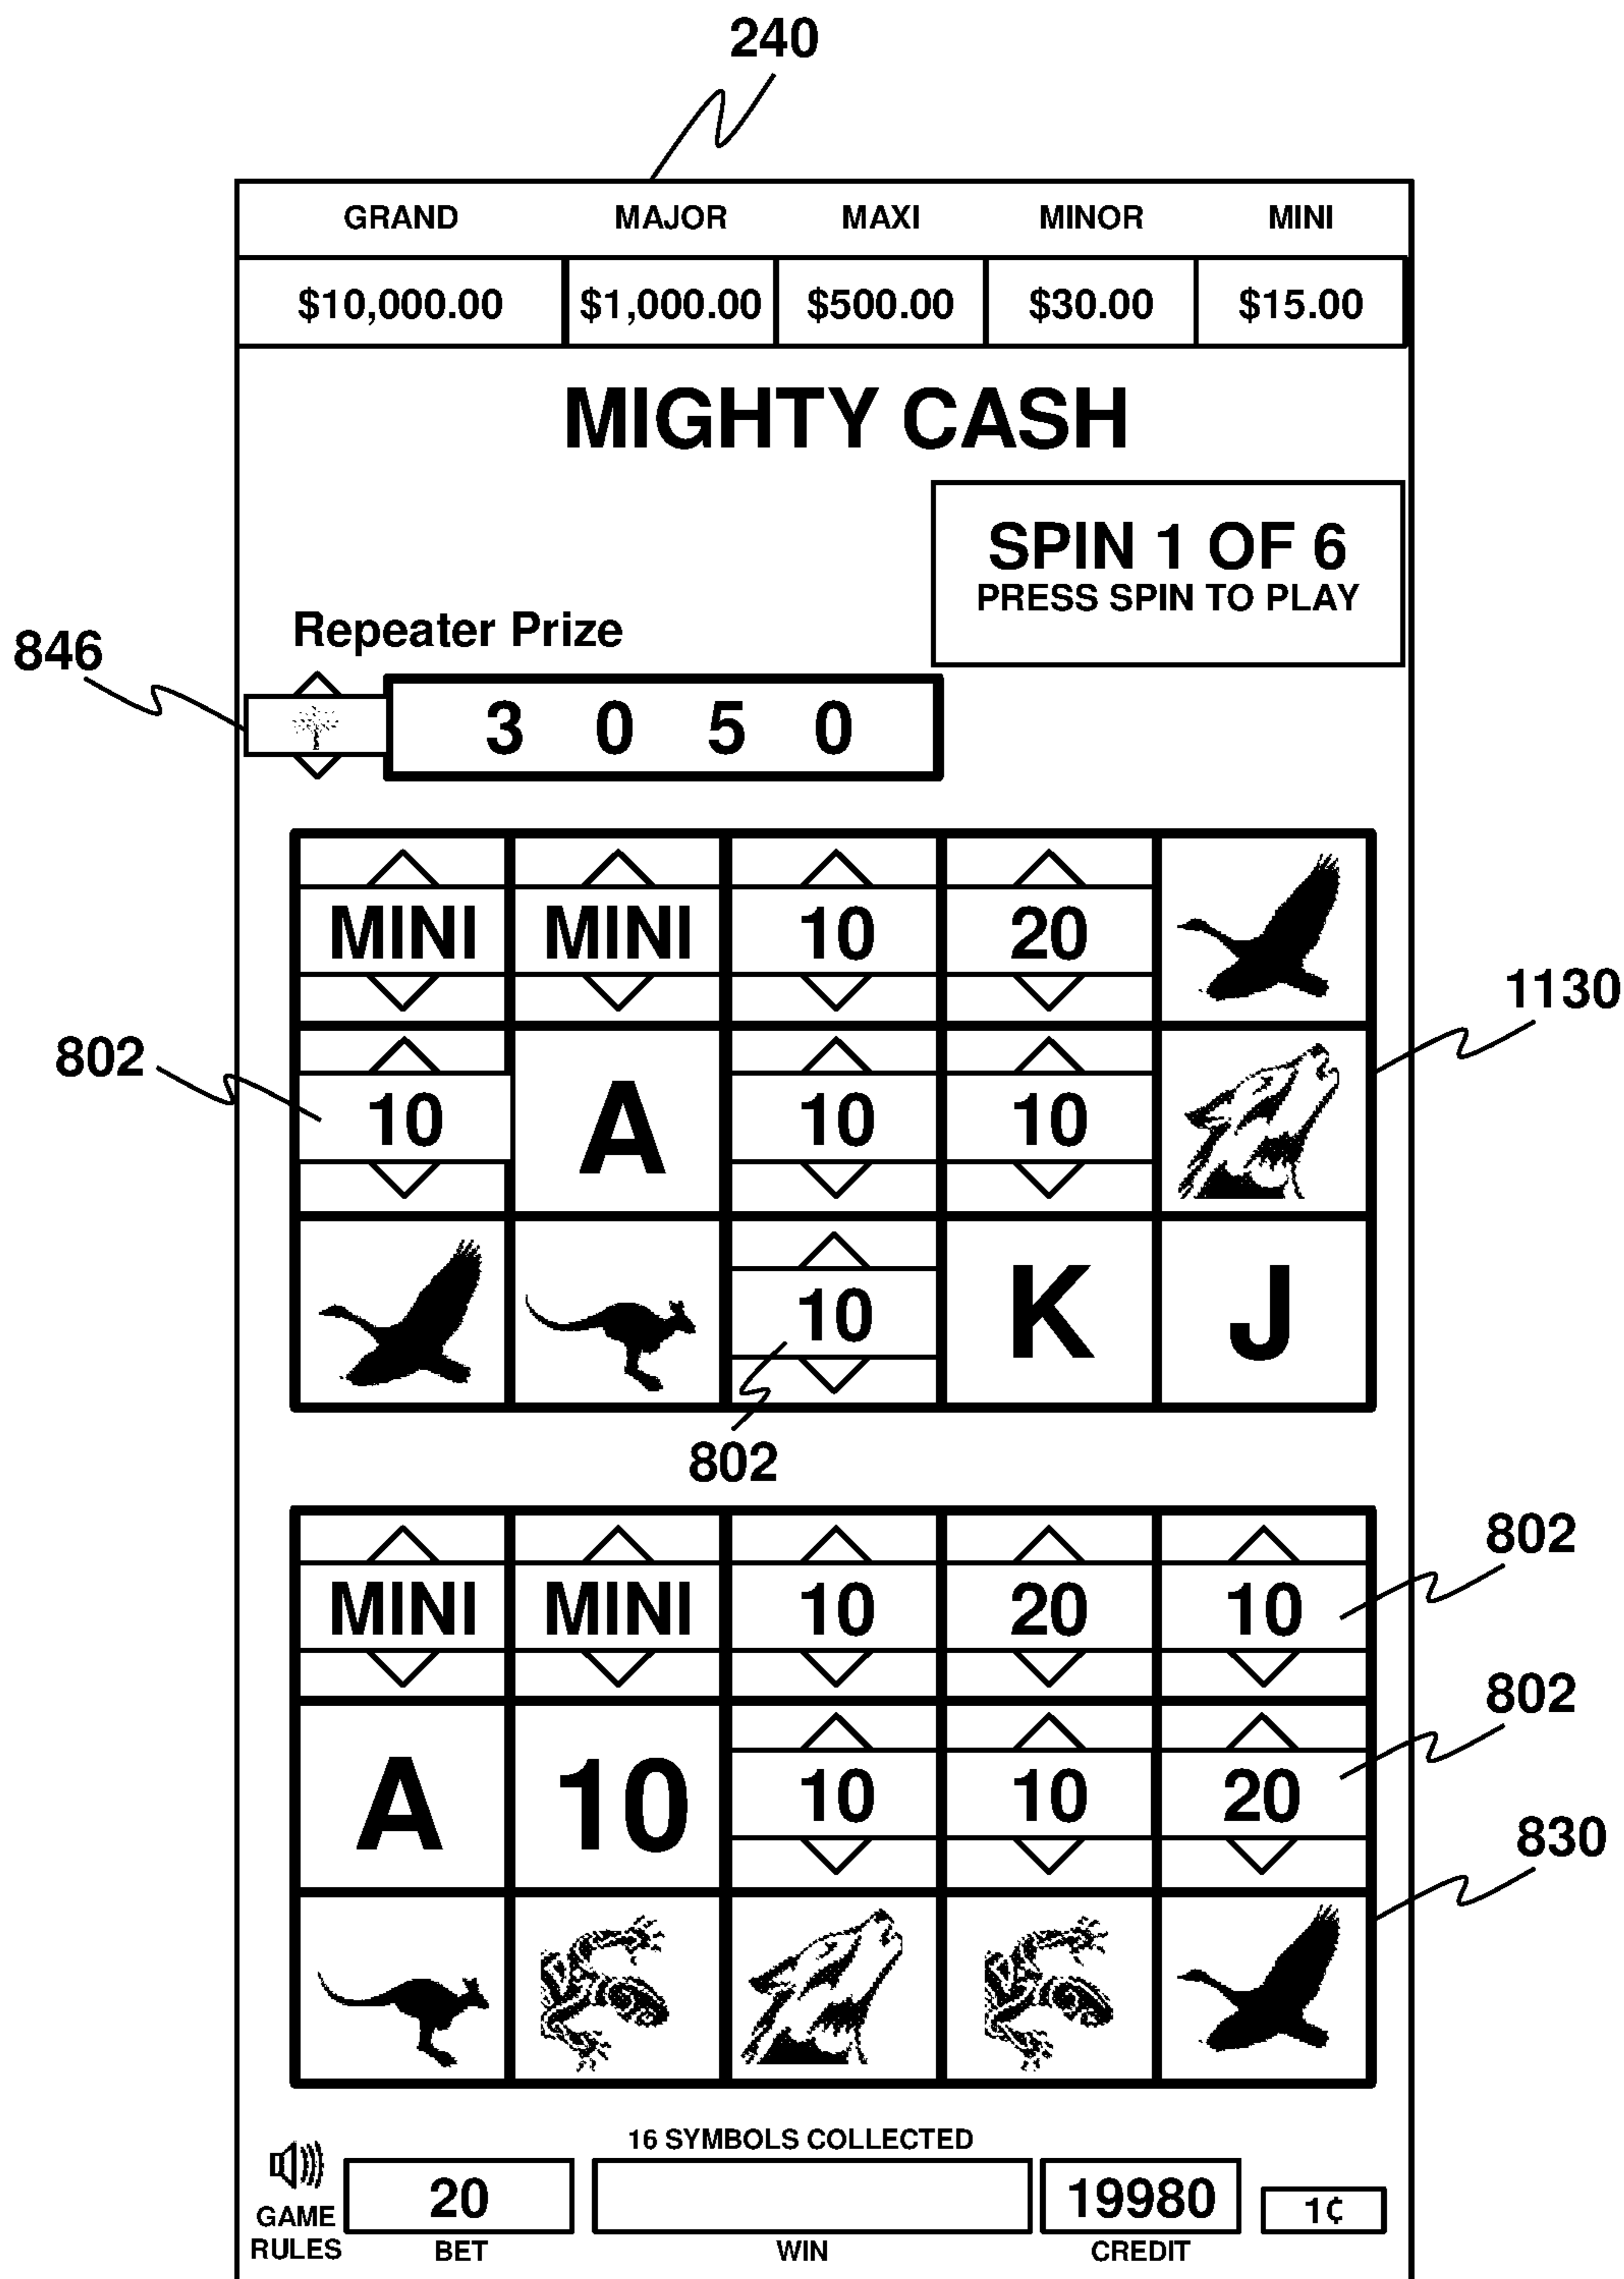 240
GRAND MAJOR MAXI MINOR MINI
$10,000.00 $1,000.00 $500.00 $30.00 $15.00
MIGHTY CASH
SPIN 1 OF 6
PRESS SPIN TO PLAY
Repeater Prize
846
3 0 5 0
MINI MINI 10 20
1130
802
10 A 10 10
10 K J
802
MINI MINI 10 20 10
802
802
A 10 10 10 20
830
16 SYMBOLS COLLECTED
20 19980 1¢
GAME
RULES BET WIN CREDIT